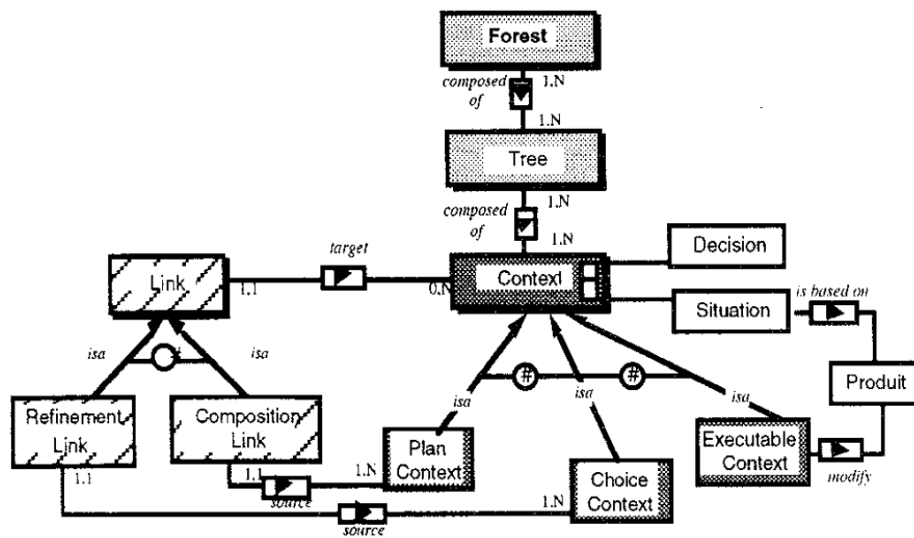 Forest
composed
of
1.N
1.N
Tree
composed
of
1.N
1.N
Decision
target
Link
1.1
0.N
Context
Situation
is based on
isa
#
isa
Produit
#
#
isa
isa
isa
Refinement
Link
Composition
Link
Plan
Context
Executable
Context
1.1
1.1
source
1.N
Choice
Context
modify
1.N
source